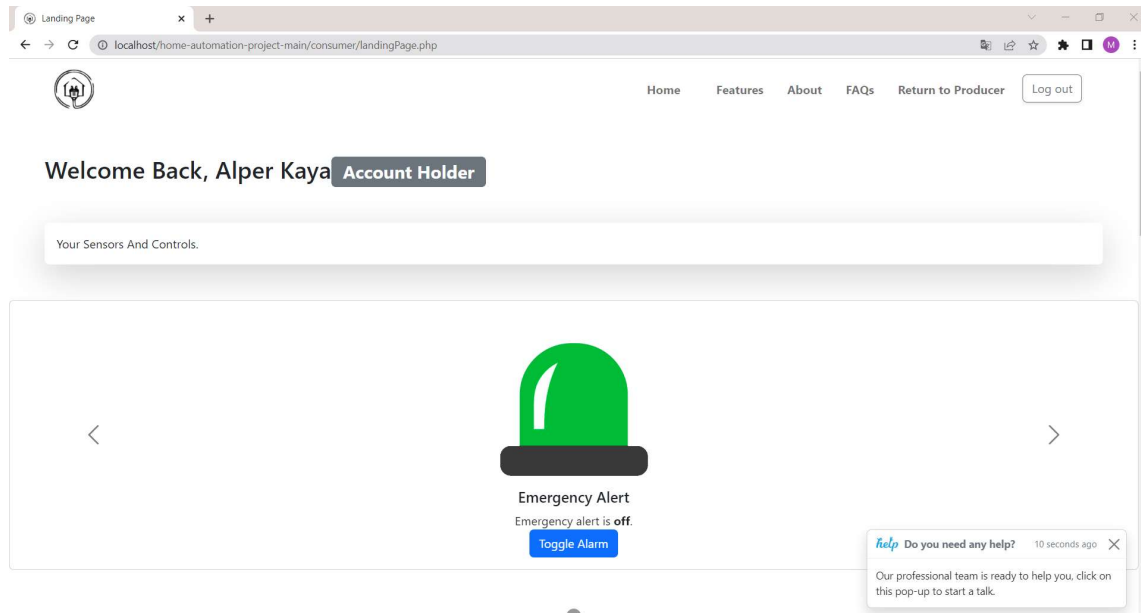 Landing Page
localhost/home-automation-project-main/consumer/landingPage.php
M
Home Features About FAQs Return to Producer Log out
Welcome Back, Alper Kaya Account Holder
Your Sensors And Controls.
Emergency Alert
Emergency alert is off.
Toggle Alarm
help Do you need any help? 10 seconds ago
Our professional team is ready to help you, click on
this pop-up to start a talk.